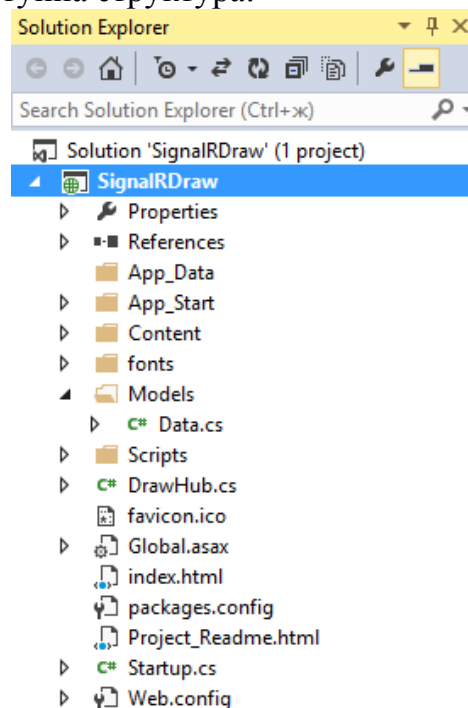 структура:
Solution Explorer
Search Solution Explorer (Ctrl+ж)
Solution 'SignalRDraw' (1 project)
SignalRDraw
Properties
References
App_Data
App_Start
Content
fonts
Models
C# Data.cs
Scripts
C# DrawHub.cs
favicon.ico
Global.asax
index.html
packages.config
Project_Readme.html
C# Startup.cs
Web.config